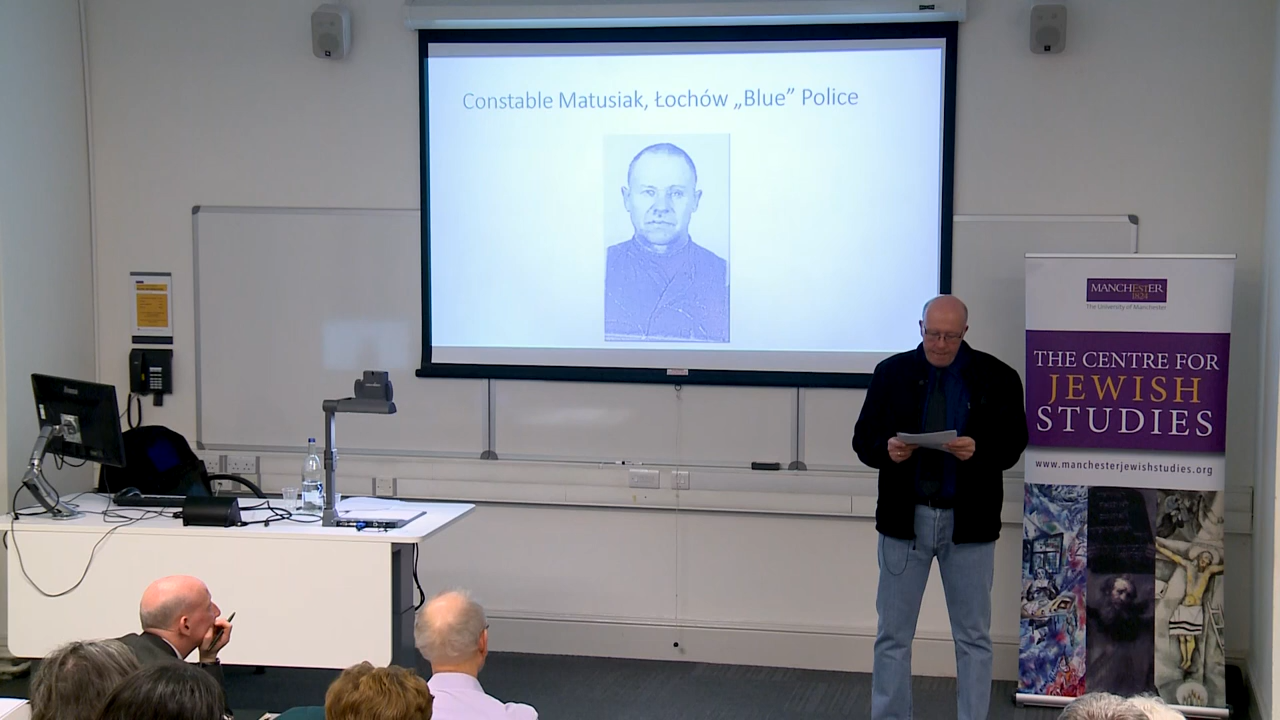 Constable Matusiak, Łochów „Blue” Police
MANCHESTER
1824
The University of Manchester
THE CENTRE FOR
JEWISH
STUDIES
www.manchesterjewishstudies.org